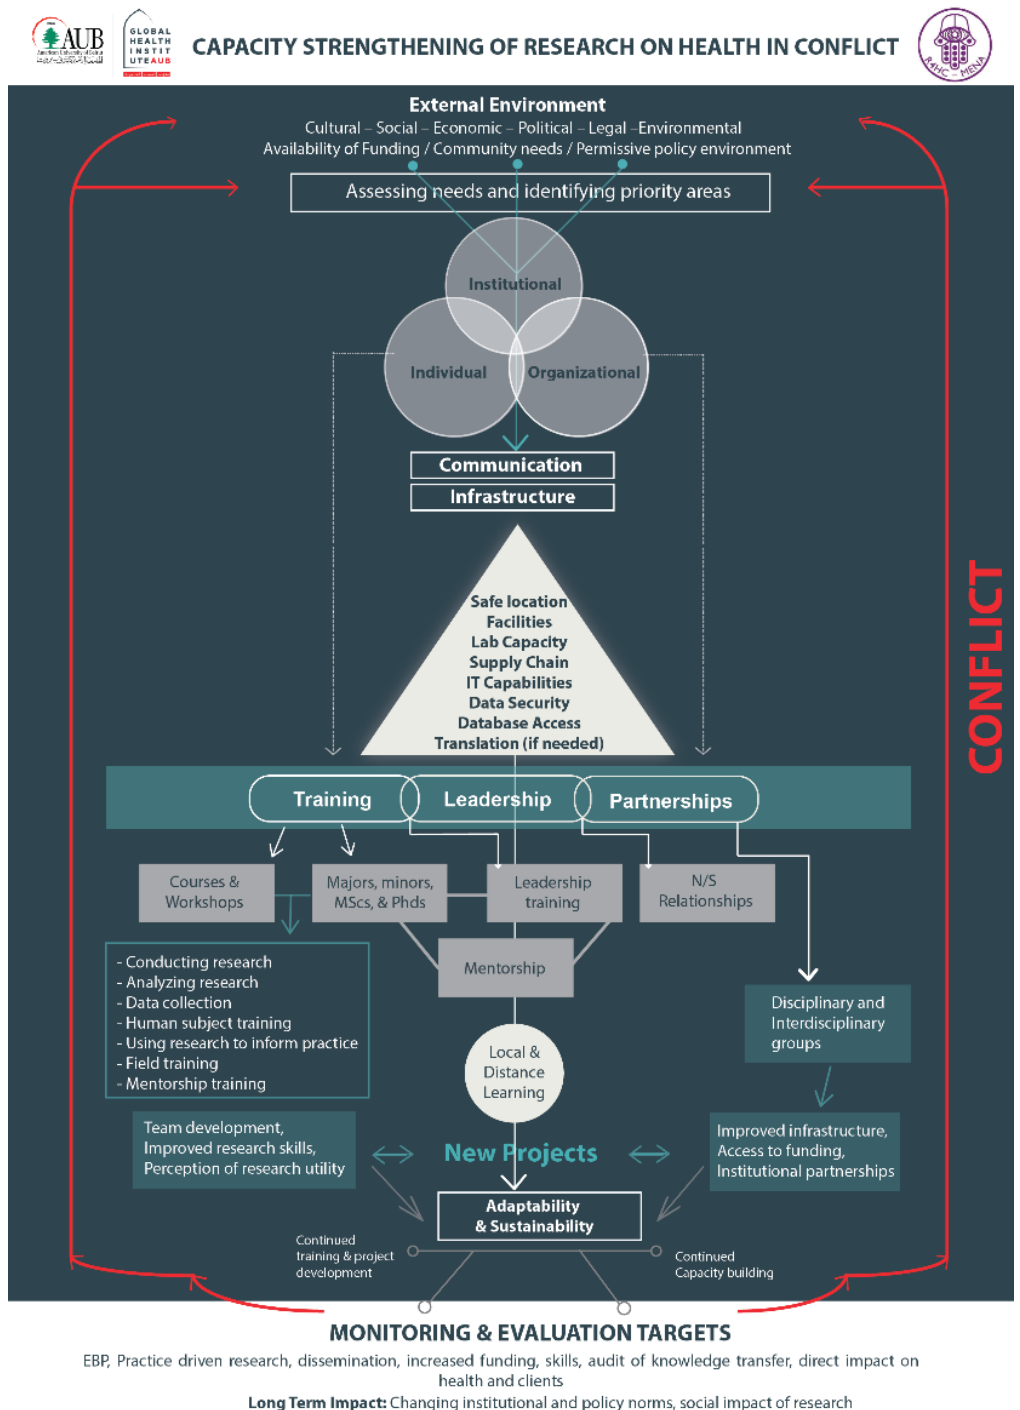 AUB
American University of Beirut
GLOBAL
HEALTH
INSTIT
UTEAUB
CAPACITY STRENGTHENING OF RESEARCH ON HEALTH IN CONFLICT
R4HC - MENA
External Environment
Cultural – Social – Economic – Political – Legal –Environmental
Availability of Funding / Community needs / Permissive policy environment
Assessing needs and identifying priority areas
Institutional
Individual
Organizational
Communication
Infrastructure
CONFLICT
Safe location
Facilities
Lab Capacity
Supply Chain
IT Capabilities
Data Security
Database Access
Translation (if needed)
Training
Leadership
Partnerships
Courses &
Workshops
Majors, minors,
MScs, & Phds
Leadership
training
N/S
Relationships
Mentorship
- Conducting research
- Analyzing research
- Data collection
- Human subject training
- Using research to inform practice
- Field training
- Mentorship training
Disciplinary and
Interdisciplinary
groups
Local &
Distance
Learning
Team development,
Improved research skills,
Perception of research utility
New Projects
Improved infrastructure,
Access to funding,
Institutional partnerships
Adaptability
& Sustainability
Continued
training & project
development
Continued
Capacity building
MONITORING & EVALUATION TARGETS
EBP, Practice driven research, dissemination, increased funding, skills, audit of knowledge transfer, direct impact on
health and clients
Long Term Impact: Changing institutional and policy norms, social impact of research